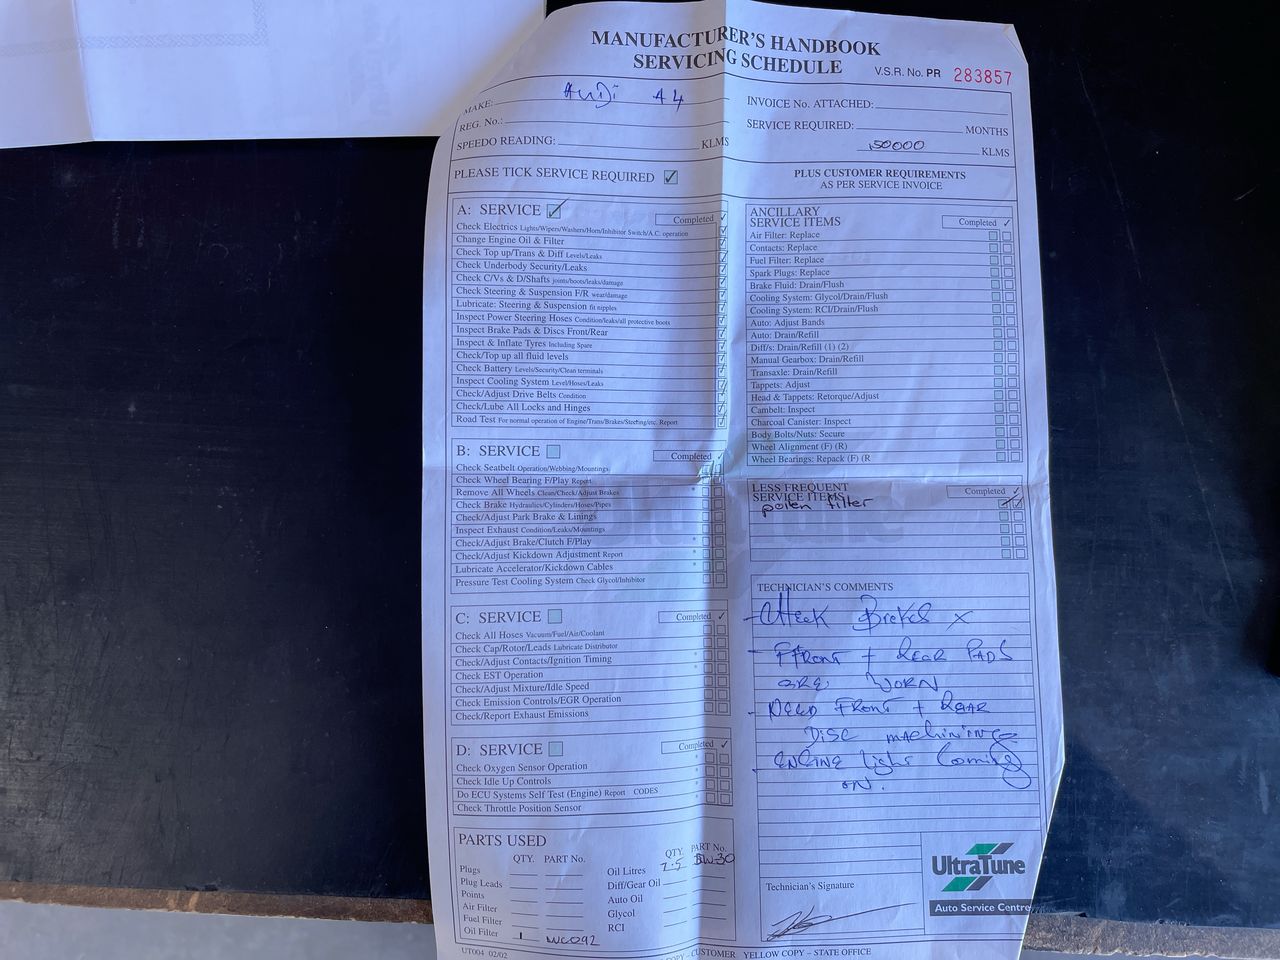 MANUFACTURER'S HANDBOOK
SERVICING SCHEDULE
V.S.R. No. PR 283857
MAKE: AUDI A4
REG. No.:
SPEEDO READING: KLMS
INVOICE No. ATTACHED:
SERVICE REQUIRED: MONTHS
50000 KLMS
PLEASE TICK SERVICE REQUIRED ✓
PLUS CUSTOMER REQUIREMENTS
AS PER SERVICE INVOICE
A: SERVICE ✓
Completed ✓
Check Electrics Lights/Wipers/Washers/Horn/Inhibitor Switch/A.C. operation
Change Engine Oil & Filter
Check Top up/Trans & Diff Levels/Leaks
Check Underbody Security/Leaks
Check C/Vs & D/Shafts joints/boots/leaks/damage
Check Steering & Suspension F/R wear/damage
Lubricate: Steering & Suspension fit nipples
Inspect Power Steering Hoses Condition/leaks/all protective boots
Inspect Brake Pads & Discs Front/Rear
Inspect & Inflate Tyres Including Spare
Check/Top up all fluid levels
Check Battery Levels/Security/Clean terminals
Inspect Cooling System Level/Hoses/Leaks
Check/Adjust Drive Belts Condition
Check/Lube All Locks and Hinges
Road Test For normal operation of Engine/Trans/Brakes/Steering/etc. Report
B: SERVICE
Completed ✓
Check Seatbelt Operation/Webbing/Mountings
Check Wheel Bearing F/Play Report
Remove All Wheels Clean/Check/Adjust Brakes *
Check Brake Hydraulics/Cylinders/Hoses/Pipes
Check/Adjust Park Brake & Linings
Inspect Exhaust Condition/Leaks/Mountings
Check/Adjust Brake/Clutch F/Play *
Check/Adjust Kickdown Adjustment Report *
Lubricate Accelerator/Kickdown Cables *
Pressure Test Cooling System Check Glycol/Inhibitor
C: SERVICE
Completed ✓
Check All Hoses Vacuum/Fuel/Air/Coolant
Check Cap/Rotor/Leads Lubricate Distributor *
Check/Adjust Contacts/Ignition Timing *
Check EST Operation *
Check/Adjust Mixture/Idle Speed *
Check Emission Controls/EGR Operation *
Check/Report Exhaust Emissions
D: SERVICE
Completed ✓
Check Oxygen Sensor Operation *
Check Idle Up Controls *
Do ECU Systems Self Test (Engine) Report CODES *
Check Throttle Position Sensor *
PARTS USED
QTY. PART No.
Plugs
Plug Leads
Points
Air Filter
Fuel Filter
Oil Filter 1 WCO92
QTY. PART No.
Oil Litres 7.5 5W-30
Diff/Gear Oil
Auto Oil
Glycol
RCI
UT004 02/02
ANCILLARY
SERVICE ITEMS
Completed ✓
Air Filter: Replace
Contacts: Replace
Fuel Filter: Replace
Spark Plugs: Replace
Brake Fluid: Drain/Flush
Cooling System: Glycol/Drain/Flush
Cooling System: RCI/Drain/Flush
Auto: Adjust Bands
Auto: Drain/Refill
Diff/s: Drain/Refill (1) (2)
Manual Gearbox: Drain/Refill
Transaxle: Drain/Refill
Tappets: Adjust
Head & Tappets: Retorque/Adjust
Cambelt: Inspect
Charcoal Canister: Inspect
Body Bolts/Nuts: Secure
Wheel Alignment (F) (R)
Wheel Bearings: Repack (F) (R
LESS FREQUENT
SERVICE ITEMS
Completed ✓
polen filter
TECHNICIAN'S COMMENTS
- CHECK BRAKES X
- FFRONT + REAR PADS
ARE WORN
- NEED FRONT + REAR
DISC MACHINING
- ENGINE light Coming
ON.
Technician's Signature
UltraTune
Auto Service Centre
COPY – CUSTOMER YELLOW COPY – STATE OFFICE